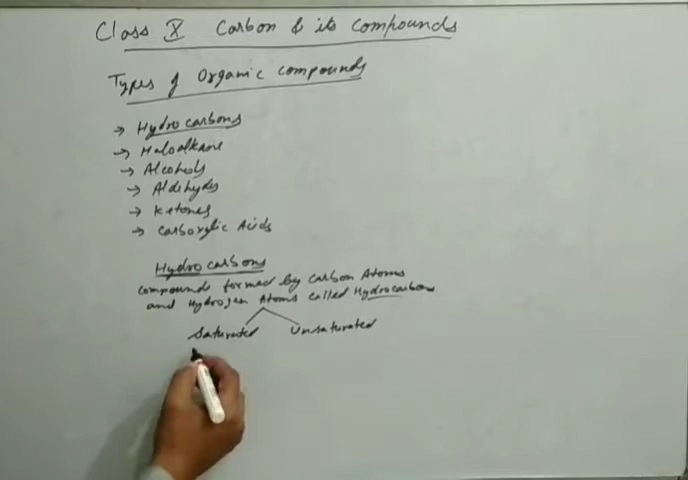 Class X Carbon & its Compounds
Types of Organic compounds
→ Hydrocarbons
→ Haloalkane
→ Alcohols
→ Aldehydes
→ Ketones
→ Carboxylic Acids
Hydrocarbons
Compounds formed by Carbon Atoms
and Hydrogen Atoms called Hydrocarbons
Saturated Unsaturated